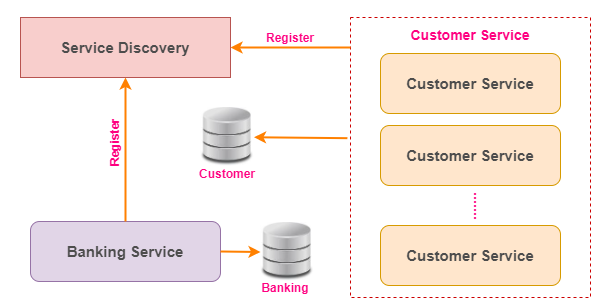 Service Discovery
Register
Customer Service
Customer Service
Customer Service
Customer Service
Register
Customer
Banking Service
Banking